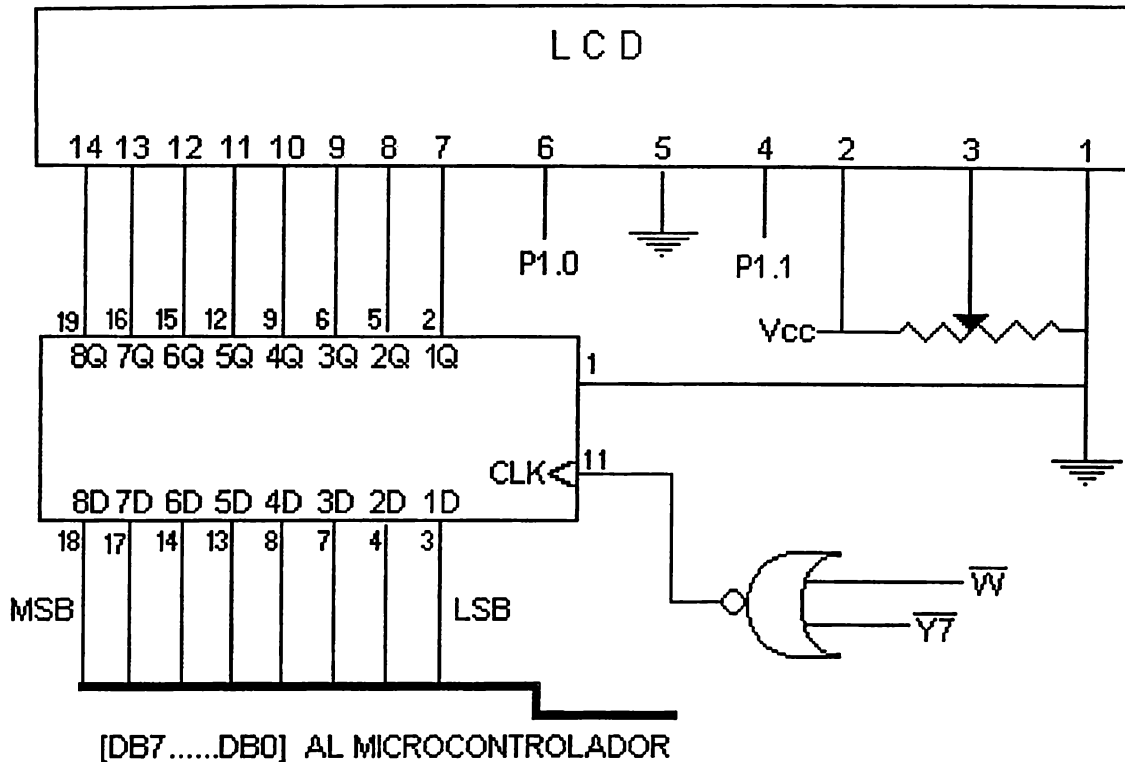 L C D
14 13 12 11 10 9 8 7 6 5 4 2 3 1
P1.0 P1.1
19 16 15 12 9 6 5 2
Vcc
8Q 7Q 6Q 5Q 4Q 3Q 2Q 1Q
1
CLK 11
8D 7D 6D 5D 4D 3D 2D 1D
18 17 14 13 8 7 4 3
W
MSB LSB
Y7
[DB7......DB0] AL MICROCONTROLADOR